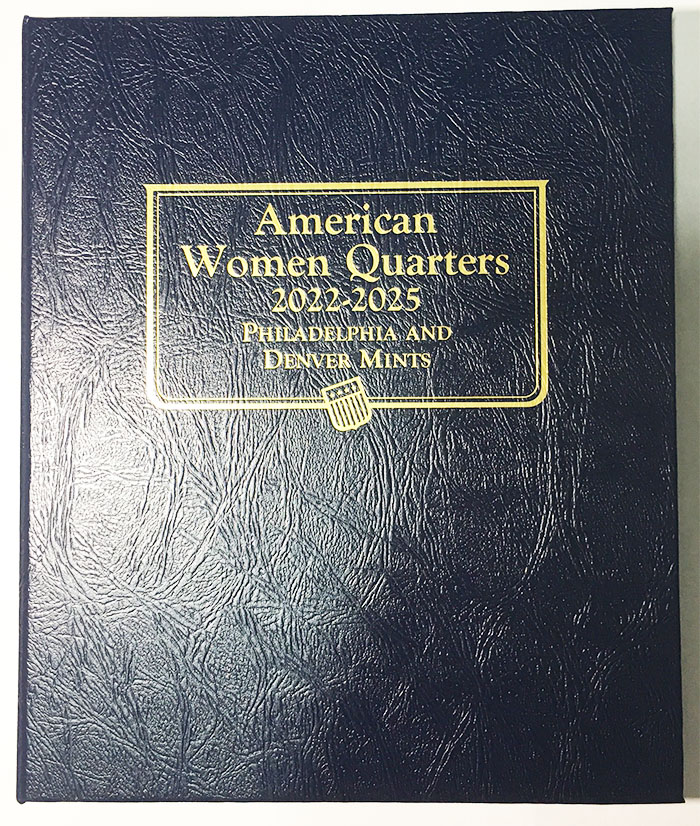 American
Women Quarters
2022-2025
Philadelphia and
Denver Mints